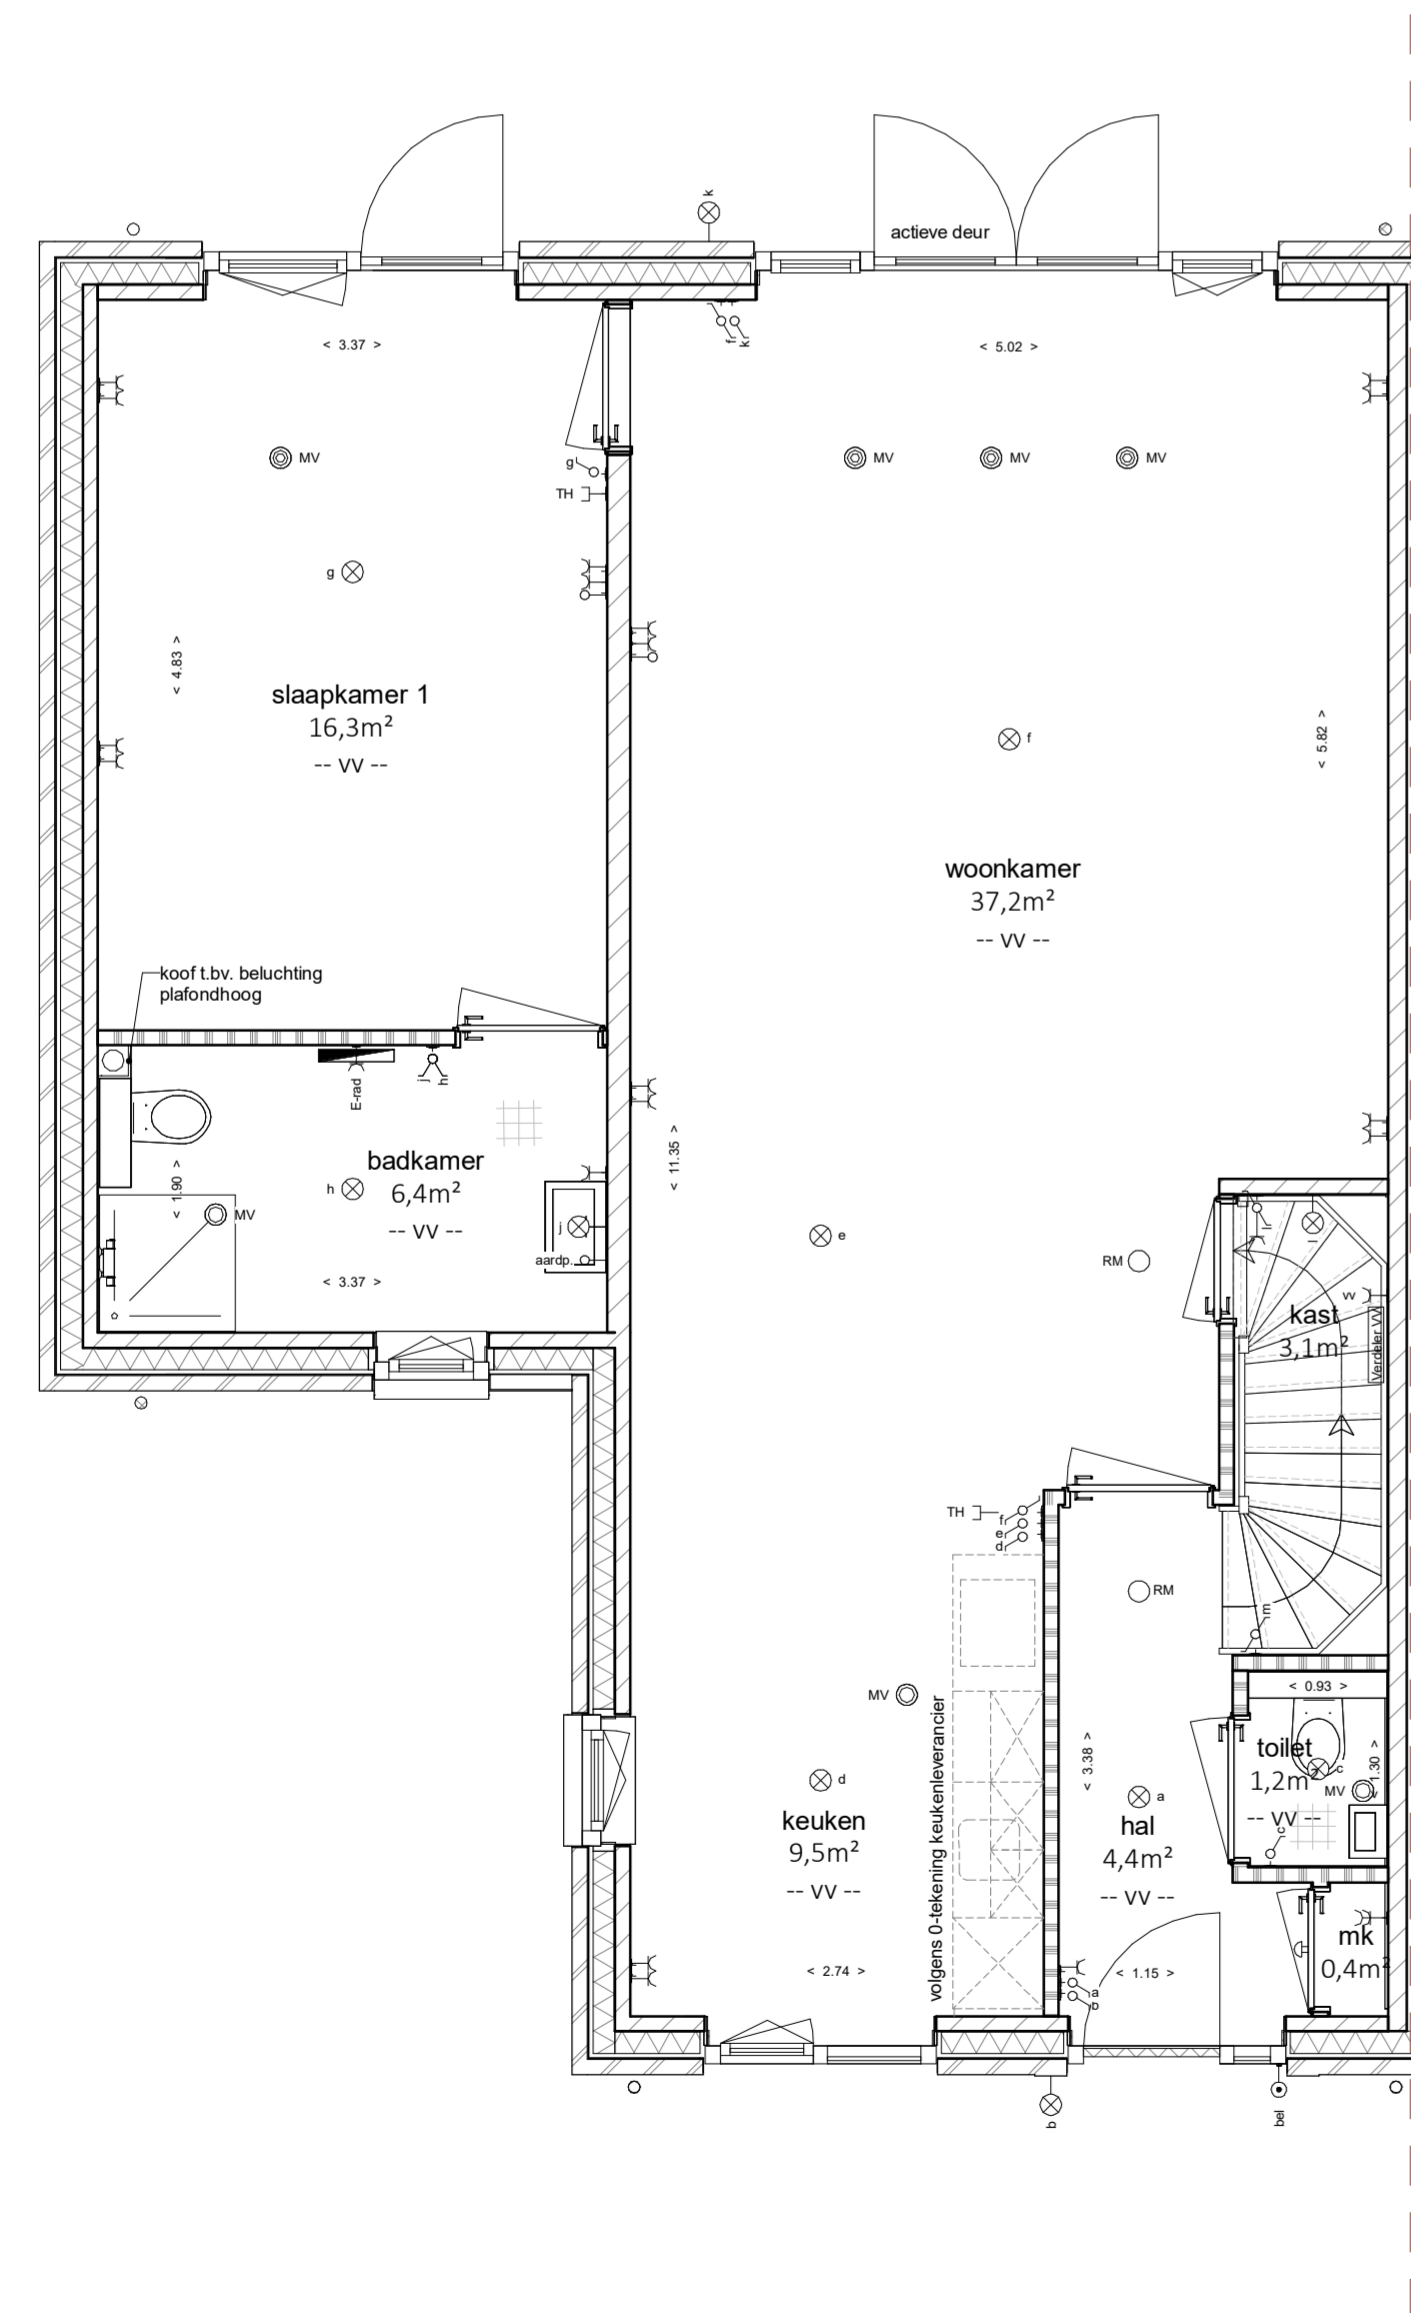 k
actieve deur
f
k
< 3.37 >
< 5.02 >
MV
MV
MV
MV
g
TH
g
< 4.83 >
slaapkamer 1
16,3m²
-- VV --
f
< 5.82 >
woonkamer
37,2m²
-- VV --
koof t.bv. beluchting
plafondhoog
E-rad
j
h
< 11.35 >
badkamer
6,4m²
-- VV --
< 1.90 >
h
MV
j
aardp.
< 3.37 >
e
RM
l
l
vv
kast
3,1m²
Verdeler VV
TH
f
e
d
RM
m
MV
< 0.93 >
volgens 0-tekening keukenleverancier
< 3.38 >
toilet
1,2m²
-- VV --
c
MV
< 1.30 >
c
d
keuken
9,5m²
-- VV --
a
hal
4,4m²
-- VV --
mk
0,4m²
< 2.74 >
< 1.15 >
a
b
b
bel